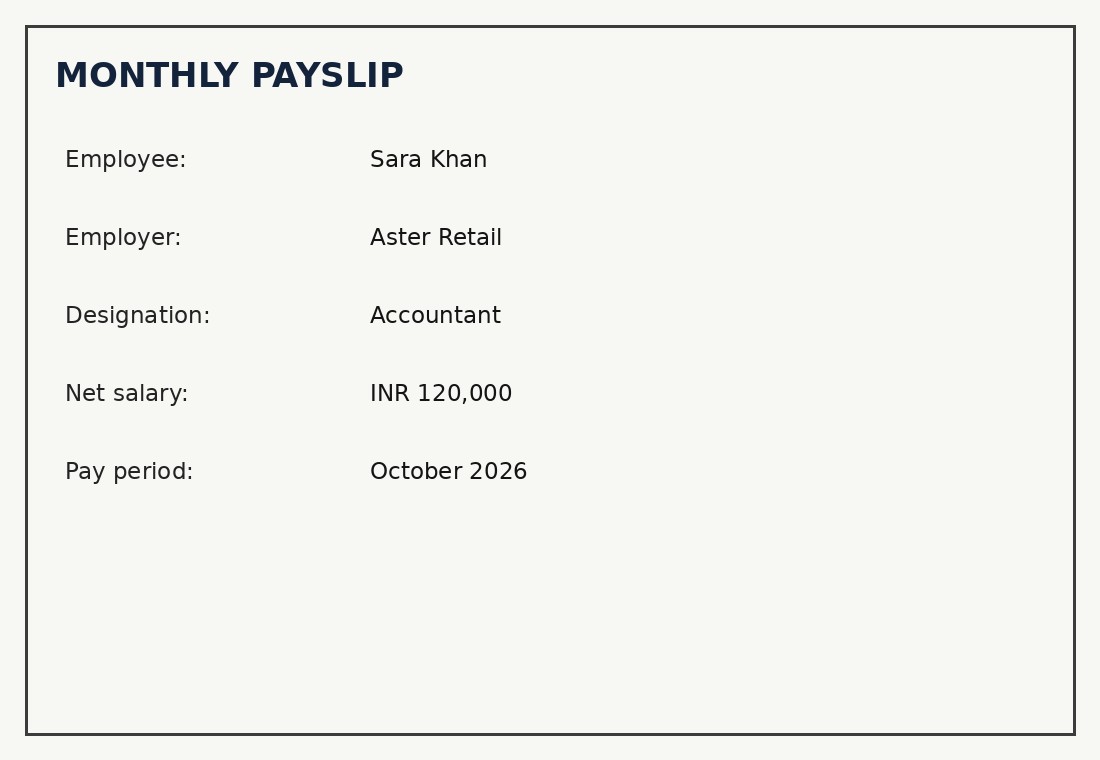 MONTHLY PAYSLIP
Employee: Sara Khan
Employer: Aster Retail
Designation: Accountant
Net salary: INR 120,000
Pay period: October 2026